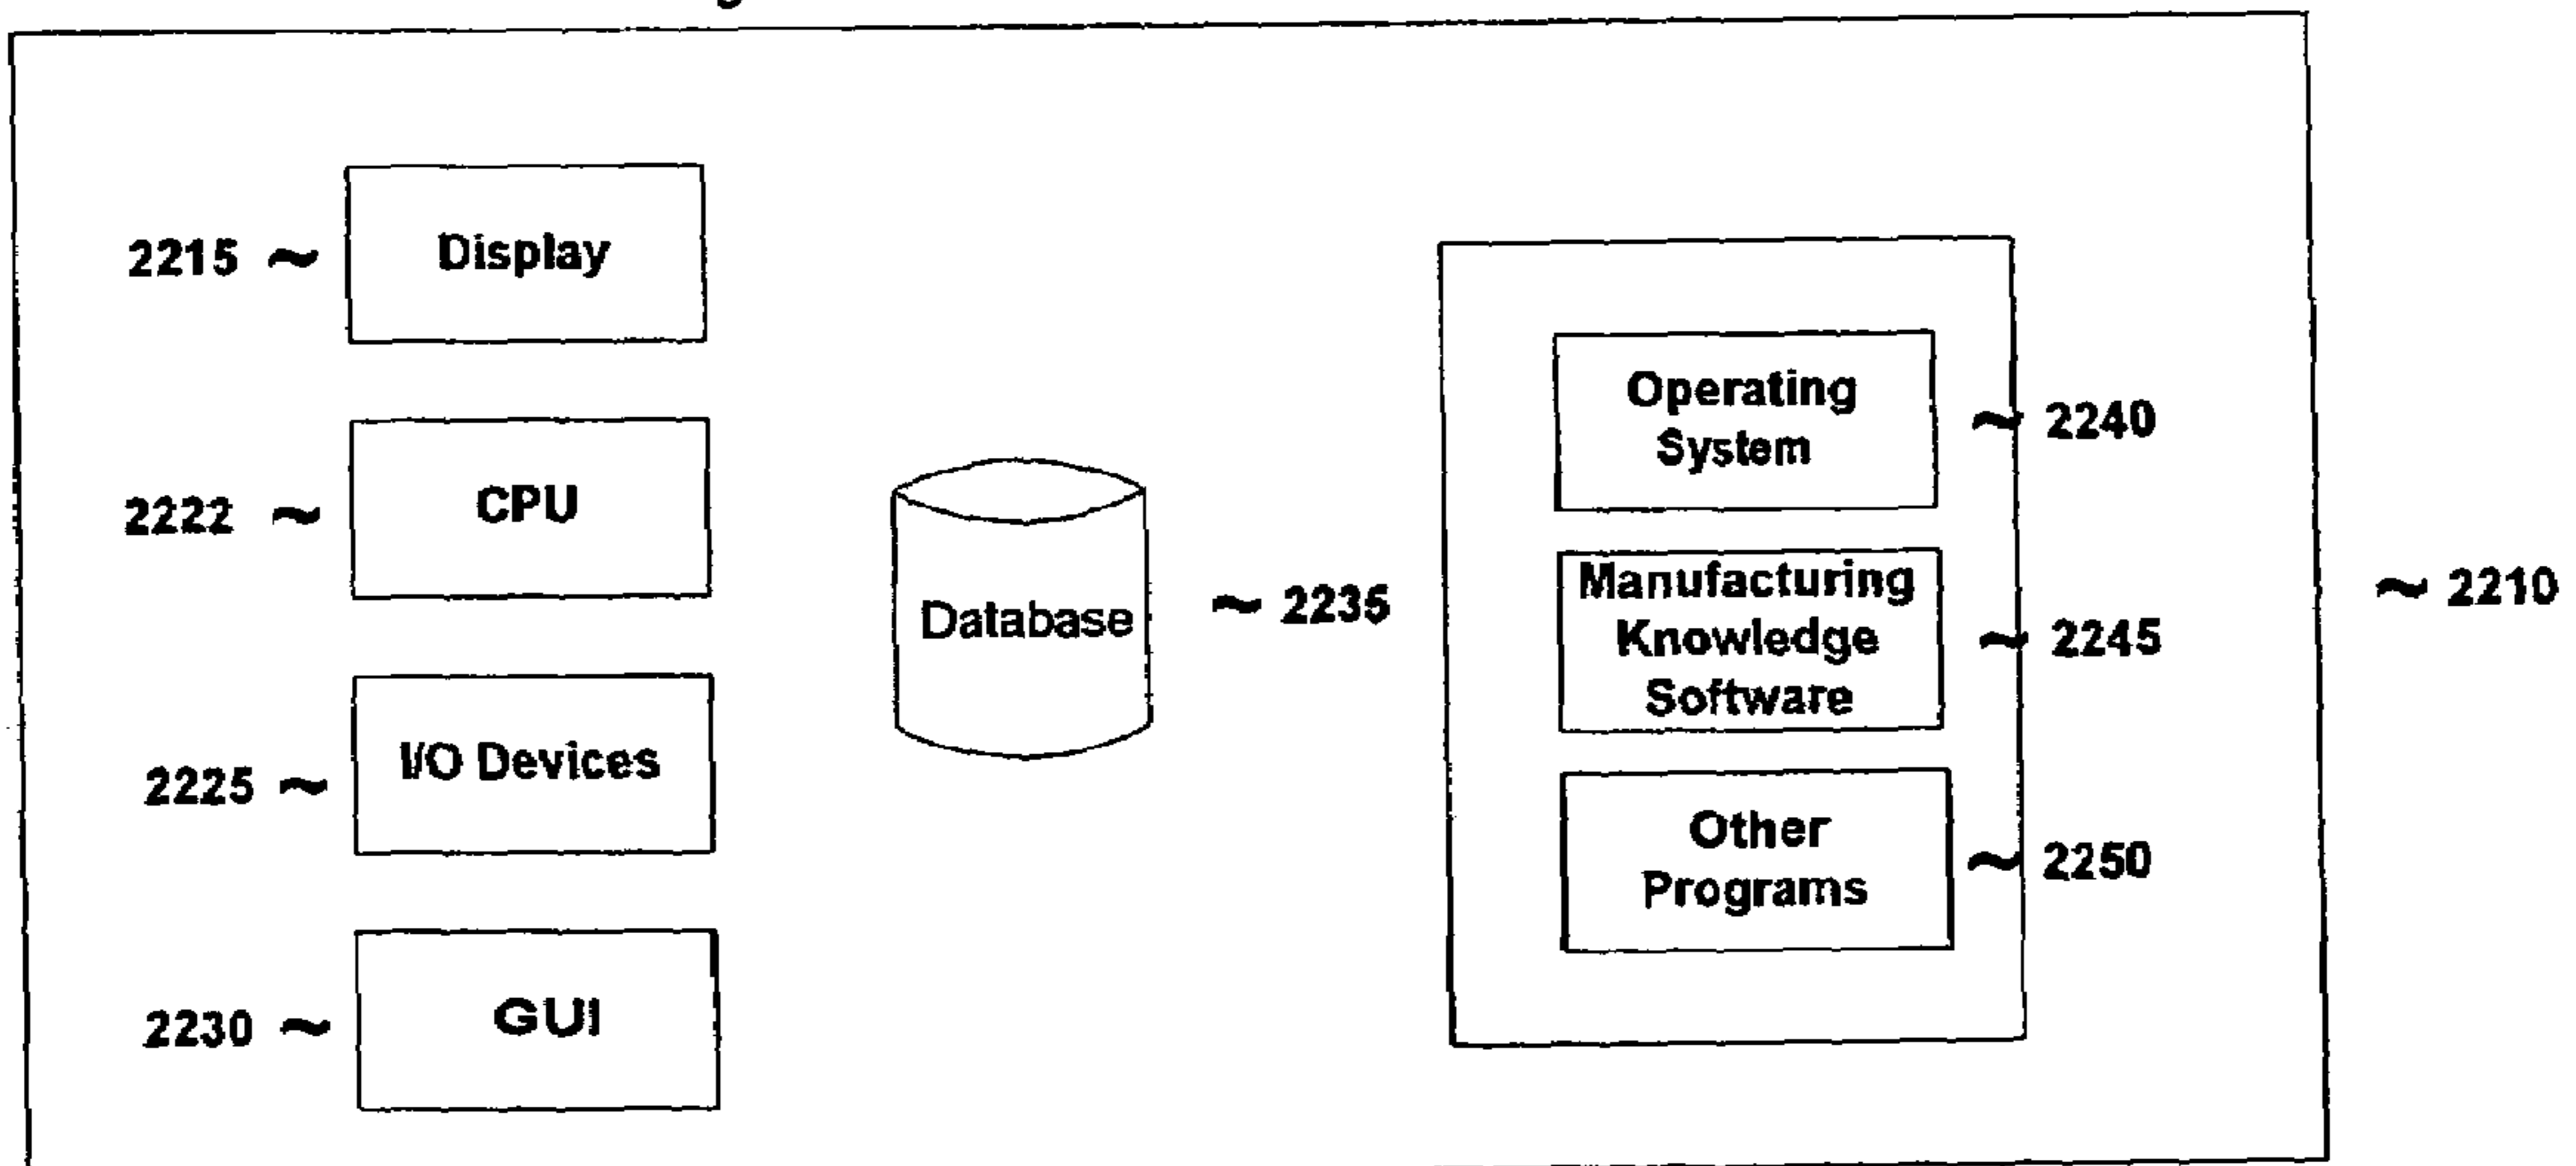 2215 ~ Display
2222 ~ CPU
2225 ~ I/O Devices
2230 ~ GUI
Database
~ 2235
Operating
System
~ 2240
Manufacturing
Knowledge
Software
~ 2245
Other
Programs
~ 2250
~ 2210